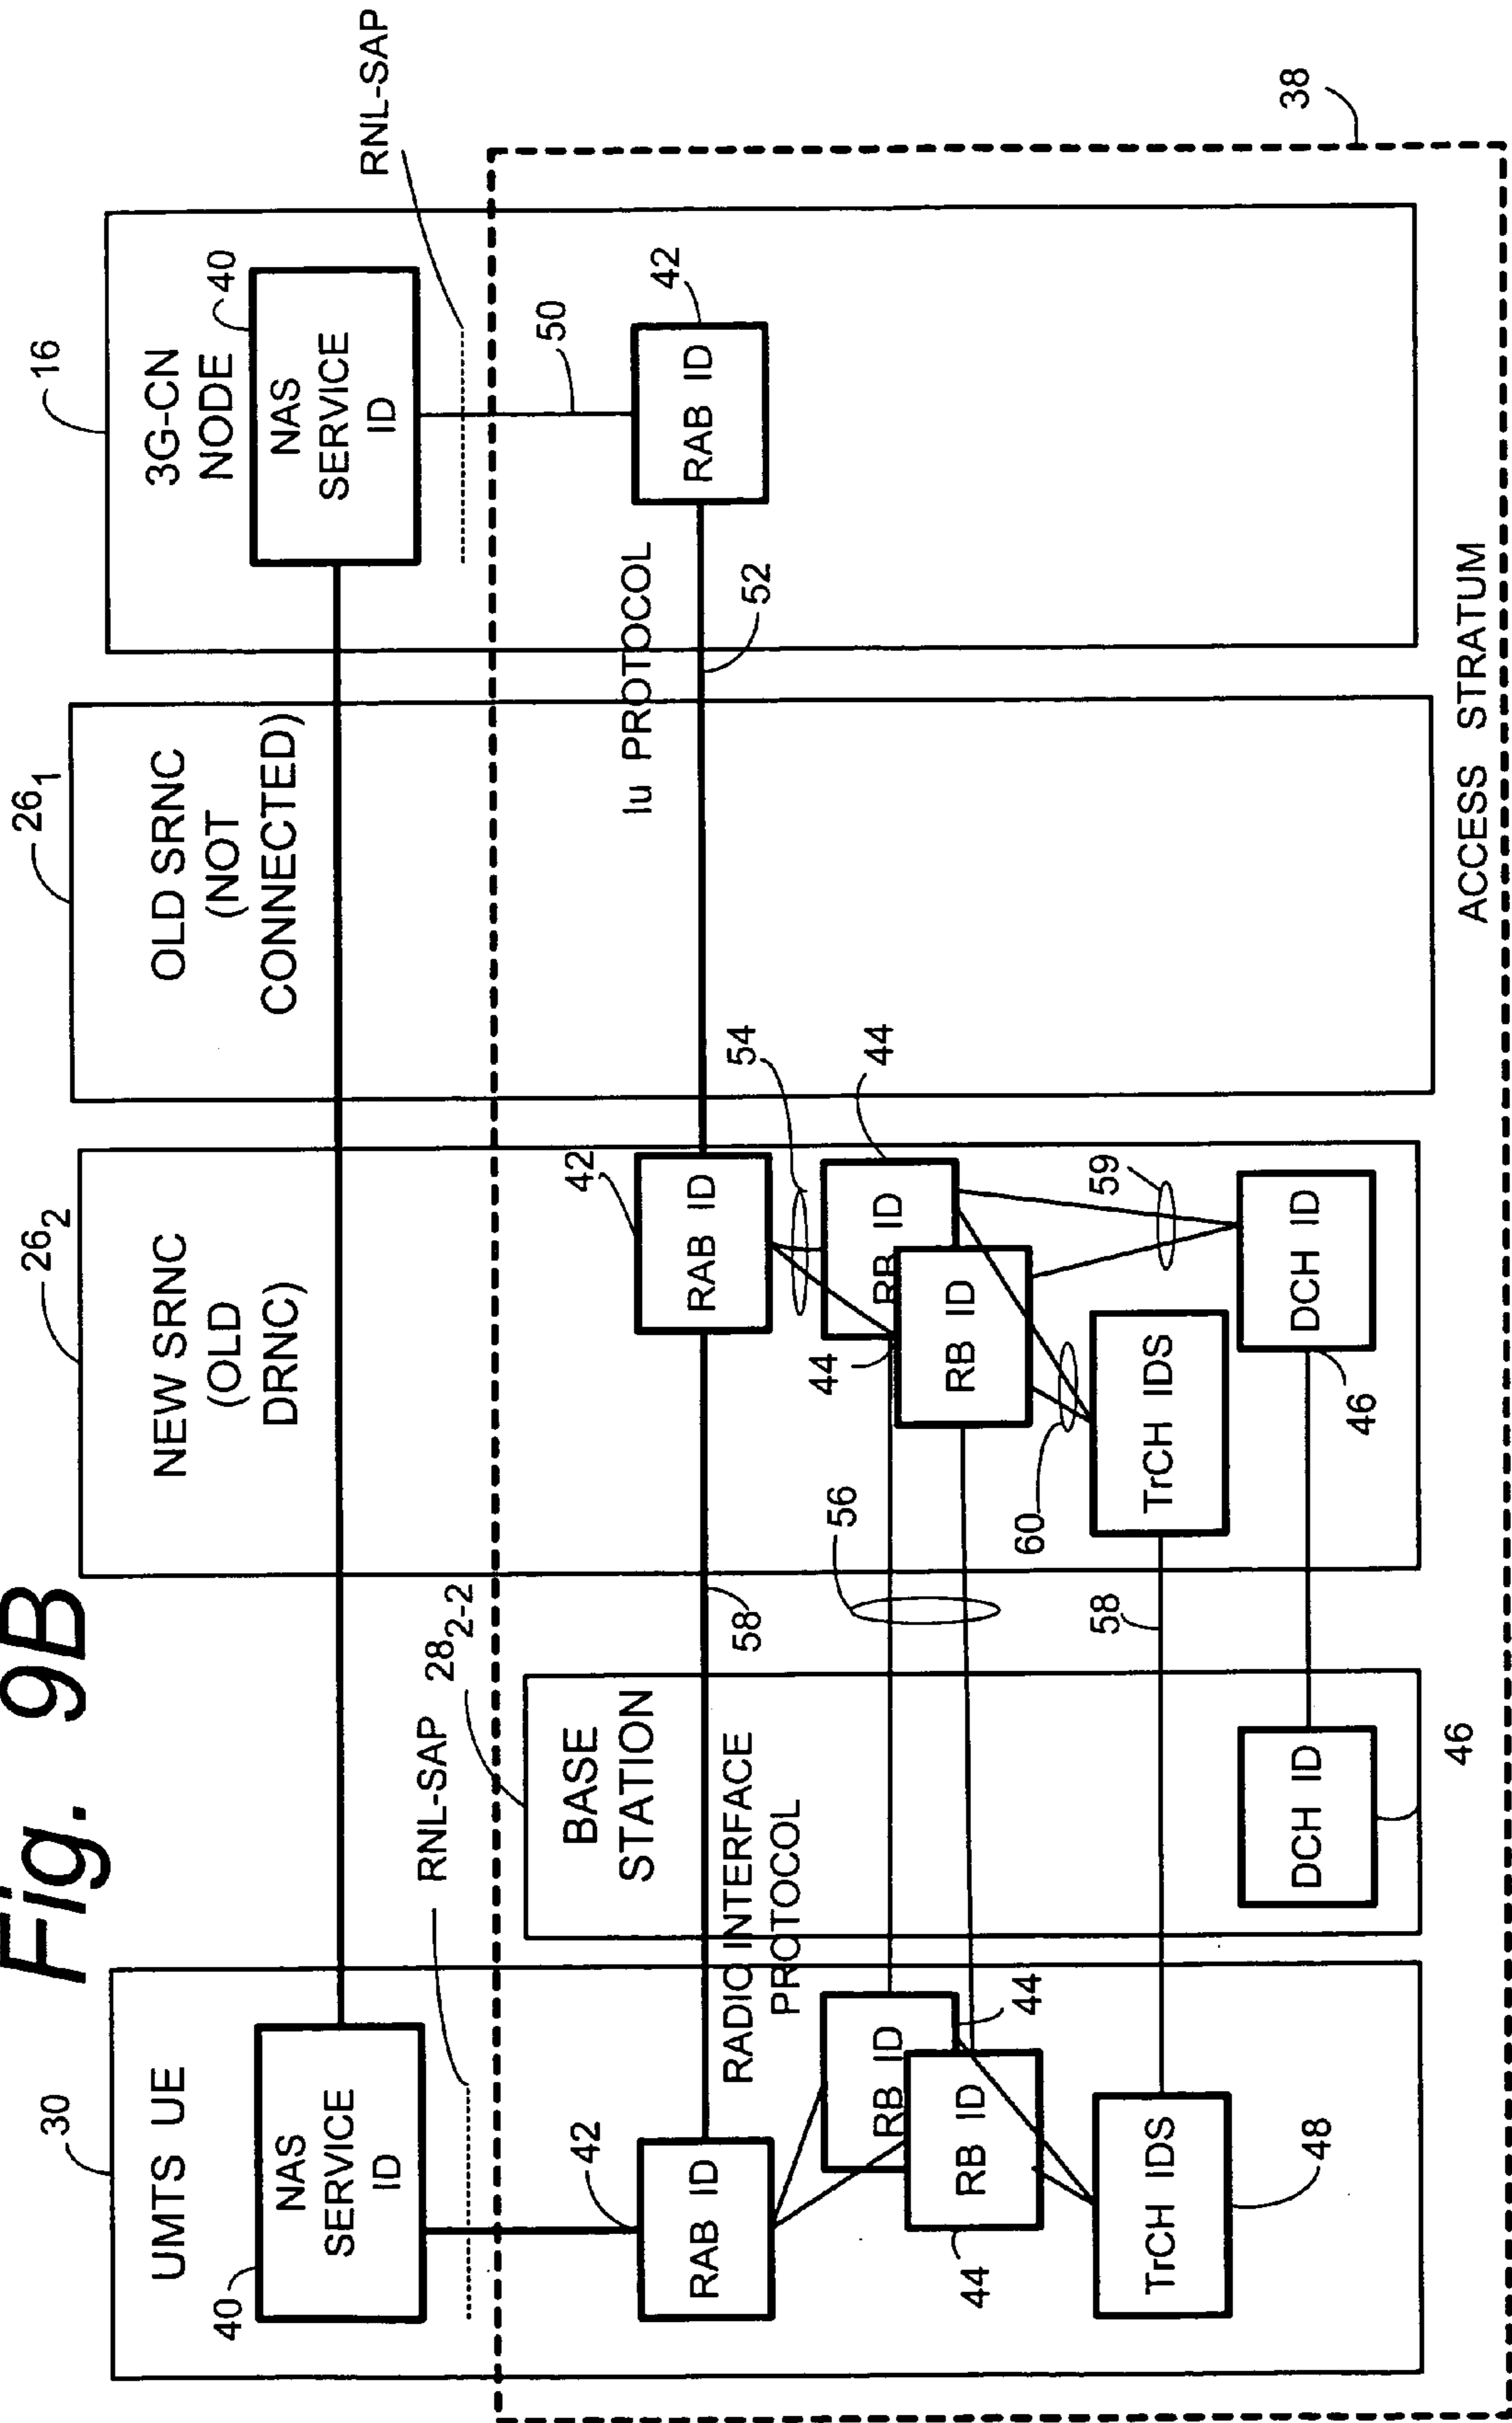 Fig. 9B
30
UMTS UE
40
NAS
SERVICE
ID
RNL-SAP
42
RAB ID
RADIO INTERFACE
PROTOCOL
RB ID
44
RB ID
44
TrCH IDS
48
28 2-2
BASE
STATION
DCH ID
46
58
56
58
26 2
NEW SRNC
(OLD
DRNC)
42
RAB ID
54
44
RB ID
44
RB ID
60
59
TrCH IDS
DCH ID
46
26 1
OLD SRNC
(NOT
CONNECTED)
Iu PROTOCOL
52
16
3G-CN
NODE
40
NAS
SERVICE
ID
RNL-SAP
50
42
RAB ID
38
ACCESS STRATUM